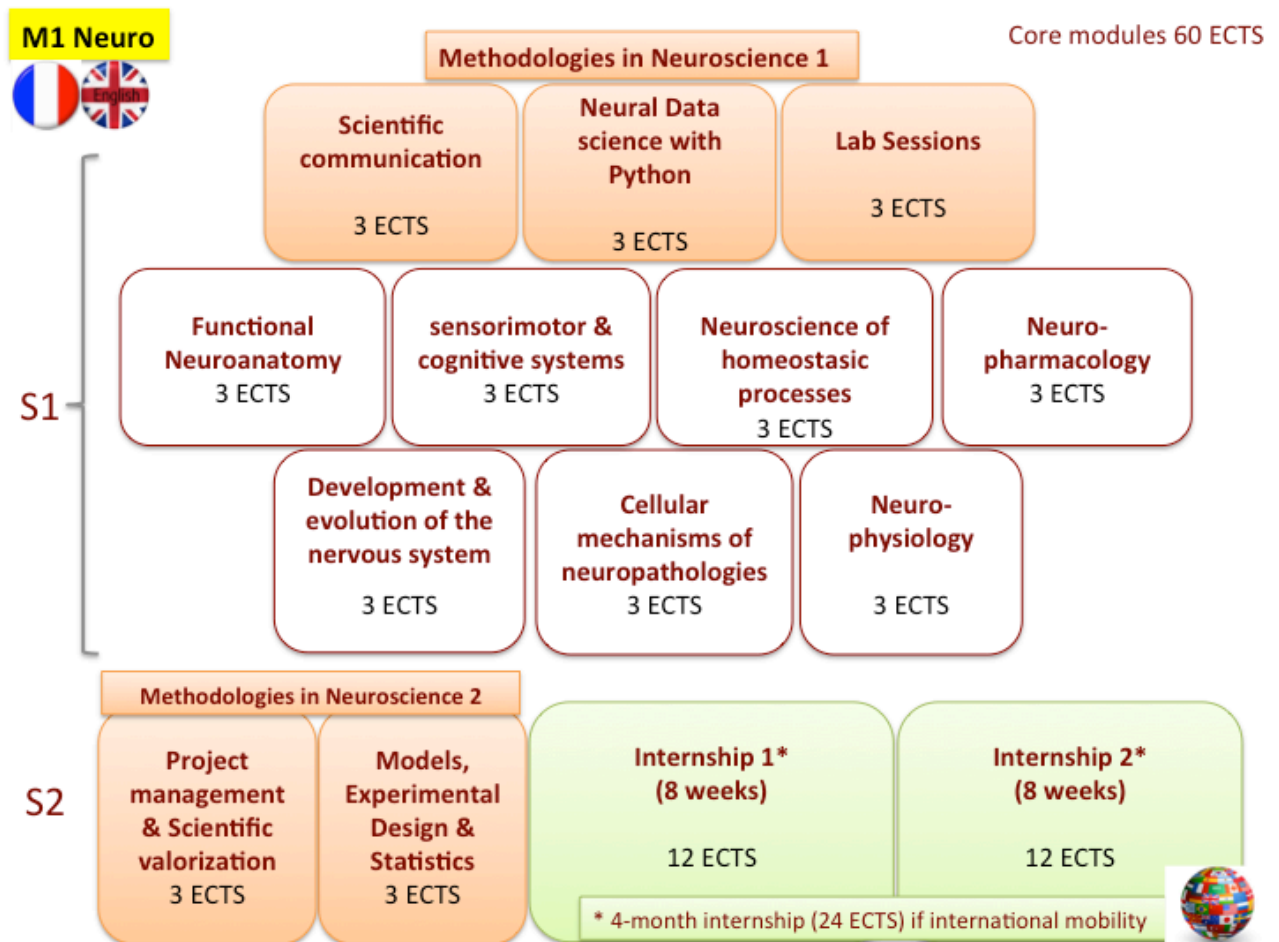 M1 Neuro
Core modules 60 ECTS
English
Methodologies in Neuroscience 1
Scientific
communication
3 ECTS
Neural Data
science with
Python
3 ECTS
Lab Sessions
3 ECTS
S1
Functional
Neuroanatomy
3 ECTS
sensorimotor &
cognitive systems
3 ECTS
Neuroscience of
homeostasic
processes
3 ECTS
Neuro-
pharmacology
3 ECTS
Development &
evolution of the
nervous system
3 ECTS
Cellular
mechanisms of
neuropathologies
3 ECTS
Neuro-
physiology
3 ECTS
S2
Methodologies in Neuroscience 2
Project
management
& Scientific
valorization
3 ECTS
Models,
Experimental
Design &
Statistics
3 ECTS
Internship 1*
(8 weeks)
12 ECTS
Internship 2*
(8 weeks)
12 ECTS
* 4-month internship (24 ECTS) if international mobility